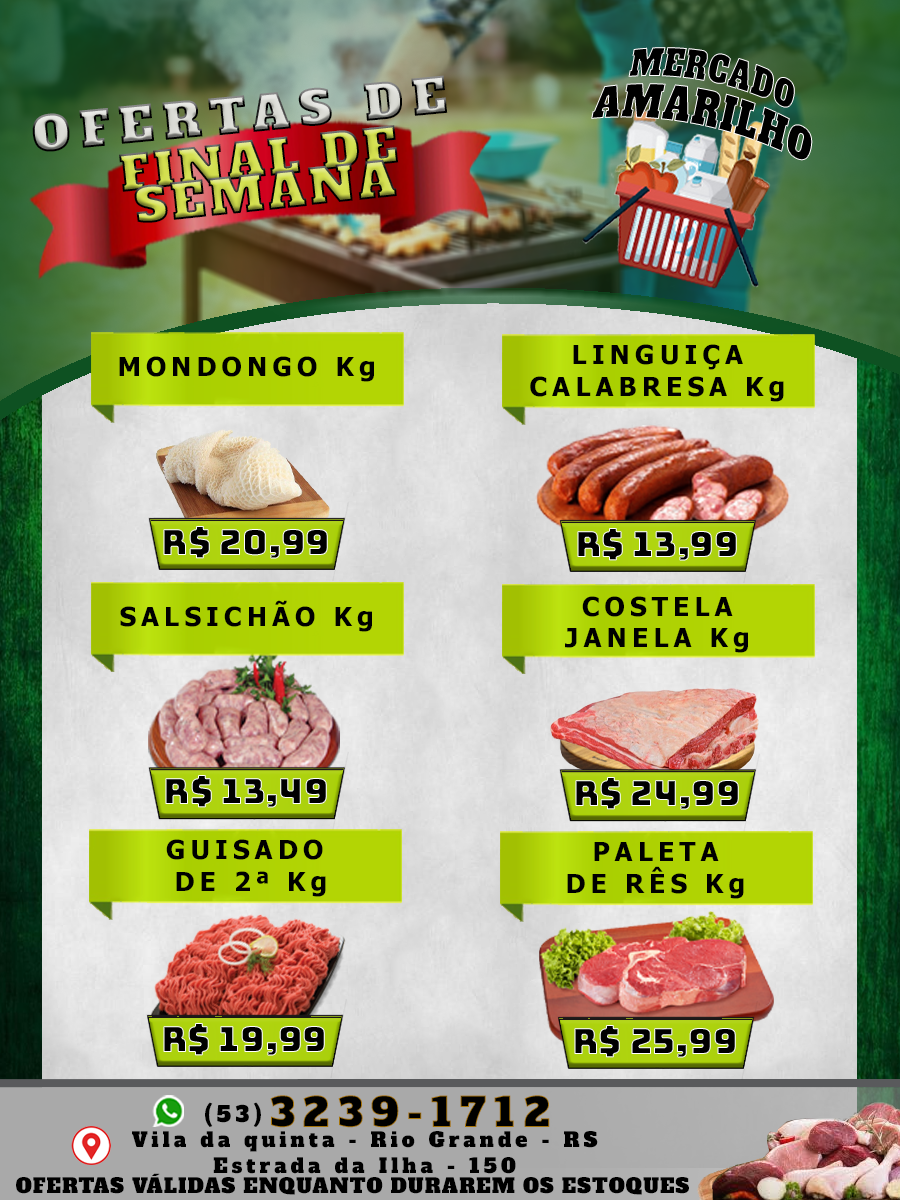 OFERTAS DE
FINAL DE
SEMANA
MERCADO
AMARILHO
MONDONGO Kg
R$ 20,99
LINGUIÇA
CALABRESA Kg
R$ 13,99
SALSICHÃO Kg
R$ 13,49
COSTELA
JANELA Kg
R$ 24,99
GUISADO
DE 2ª Kg
R$ 19,99
PALETA
DE RÊS Kg
R$ 25,99
(53) 3239-1712
Vila da quinta - Rio Grande - RS
Estrada da Ilha - 150
OFERTAS VÁLIDAS ENQUANTO DURAREM OS ESTOQUES